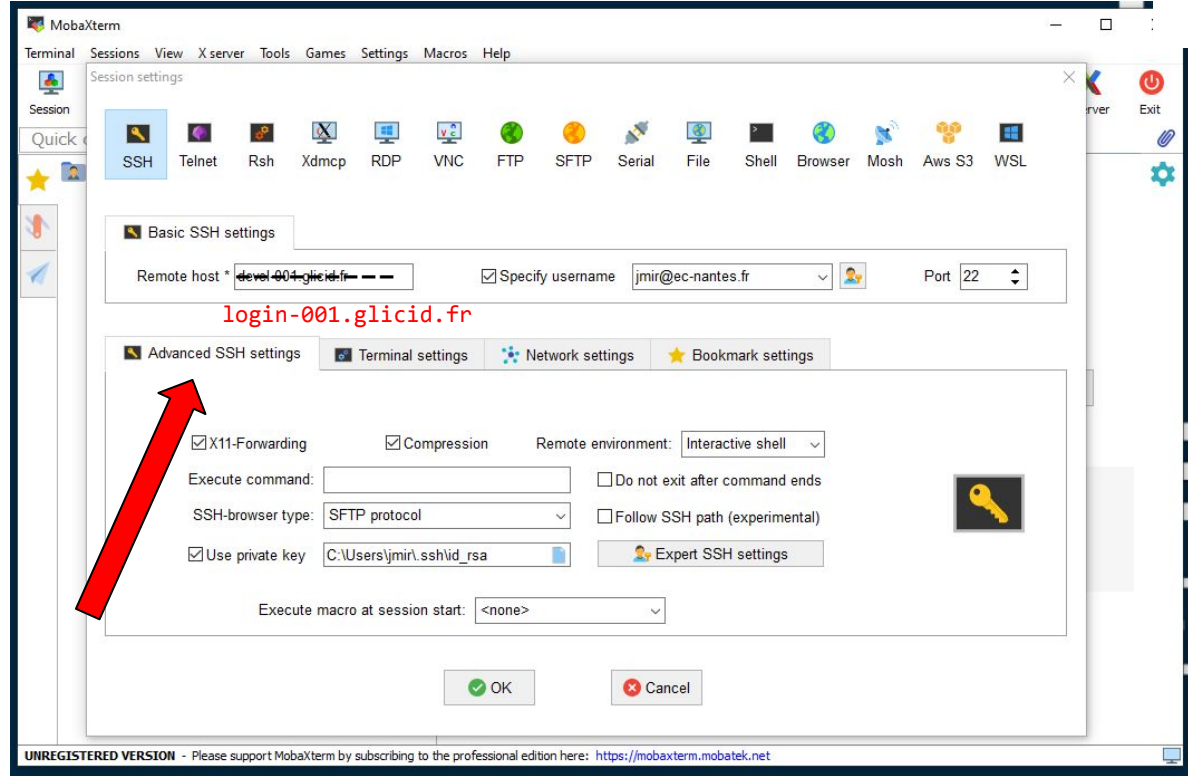 MobaXterm
Terminal Sessions View X server Tools Games Settings Macros Help
Session settings
Session
rver
Exit
Quick
SSH Telnet Rsh Xdmcp RDP VNC FTP SFTP Serial File Shell Browser Mosh Aws S3 WSL
Basic SSH settings
Remote host * devel-001.glicid.fr Specify username jmir@ec-nantes.fr Port 22
login-001.glicid.fr
Advanced SSH settings Terminal settings Network settings Bookmark settings
X11-Forwarding Compression Remote environment: Interactive shell
Execute command: Do not exit after command ends
SSH-browser type: SFTP protocol Follow SSH path (experimental)
Use private key C:\Users\jmir\.ssh\id_rsa Expert SSH settings
Execute macro at session start: <none>
OK Cancel
UNREGISTERED VERSION - Please support MobaXterm by subscribing to the professional edition here: https://mobaxterm.mobatek.net